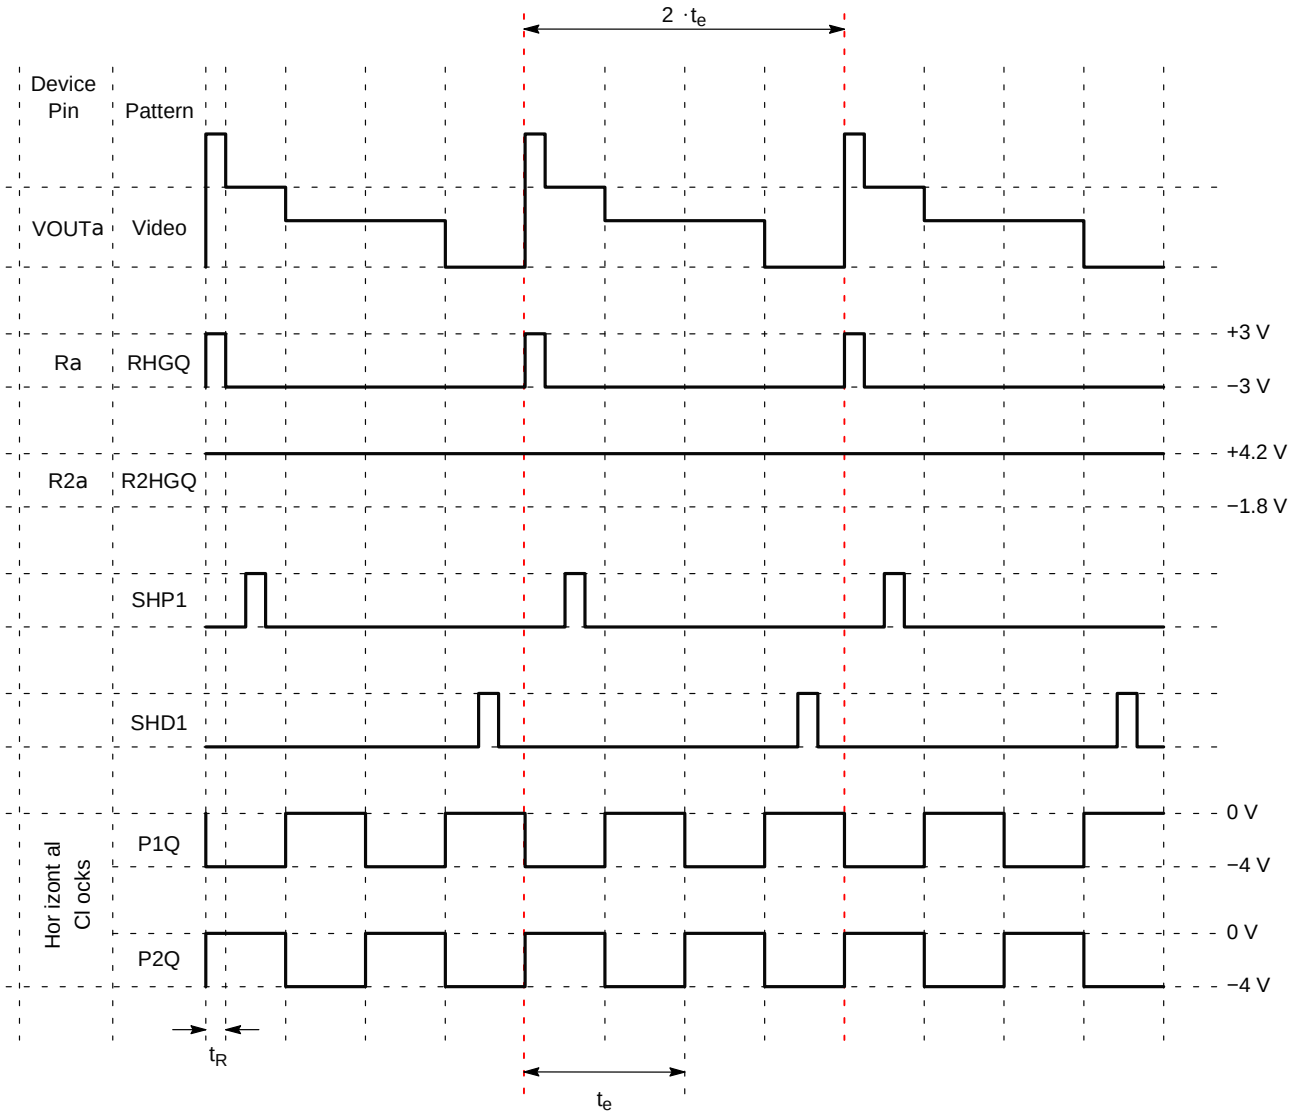 2 · te
Device
Pin
Pattern
VOUTa
Video
+3 V
Ra
RHGQ
−3 V
+4.2 V
R2a
R2HGQ
−1.8 V
SHP1
SHD1
0 V
P1Q
−4 V
Hor izont al
Cl ocks
0 V
P2Q
−4 V
tR
te